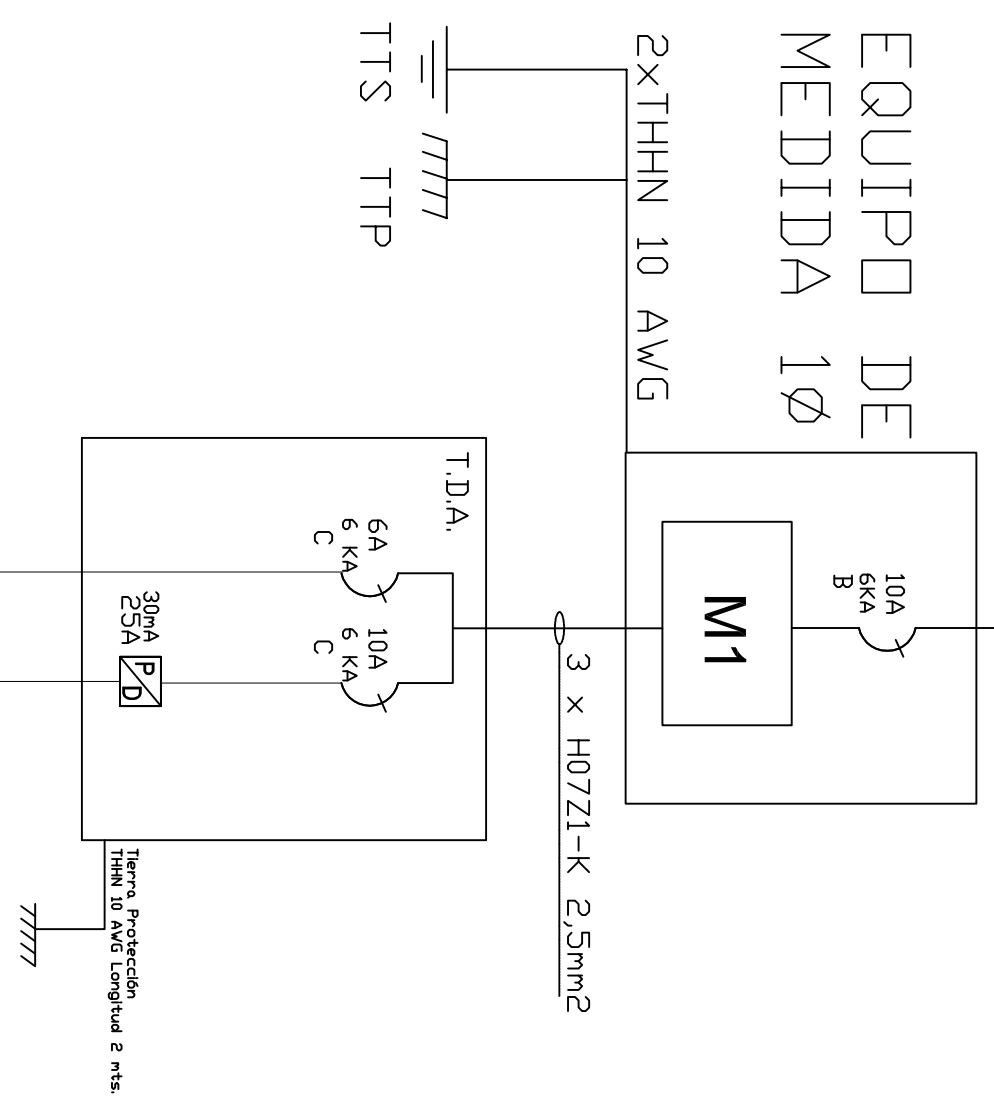 EQUIPO DE
MEDIDA 1Ø
10A
6KA
B
M1
2xTHHN 10 AWG
TTS TTP
3 x H07Z1-K 2,5mm2
T.D.A.
6A
6 KA
C
10A
6 KA
C
30mA
25A
P
D
Tierra Protección
THHN 10 AWG Longitud 2 mts.